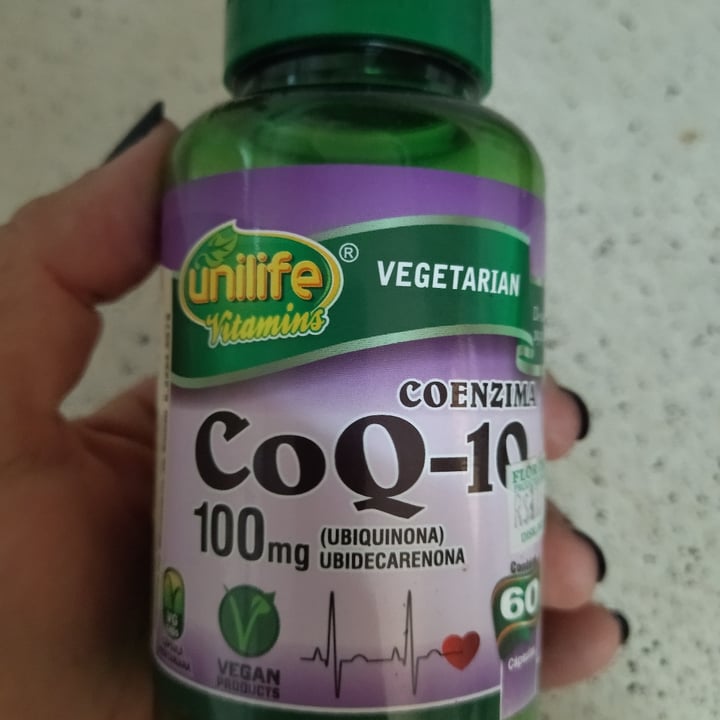 unilife
Vitamins
®
VEGETARIAN
COENZIMA
CoQ-10
100mg
(UBIQUINONA)
UBIDECARENONA
VEGAN
PRODUCTS
60